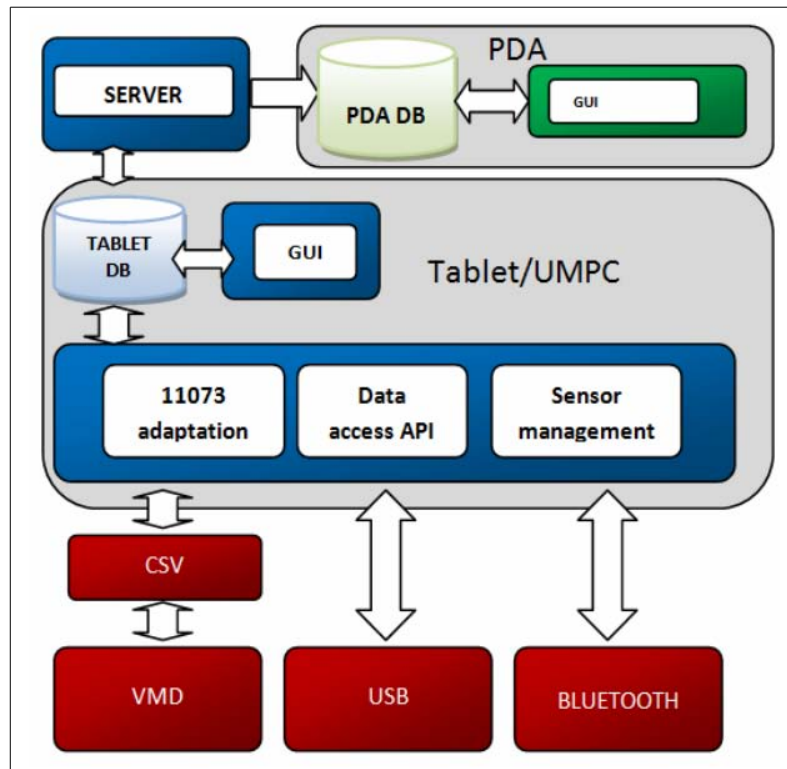 PDA
SERVER
PDA DB
GUI
TABLET
DB
GUI
Tablet/UMPC
11073
adaptation
Data
access API
Sensor
management
CSV
VMD
USB
BLUETOOTH